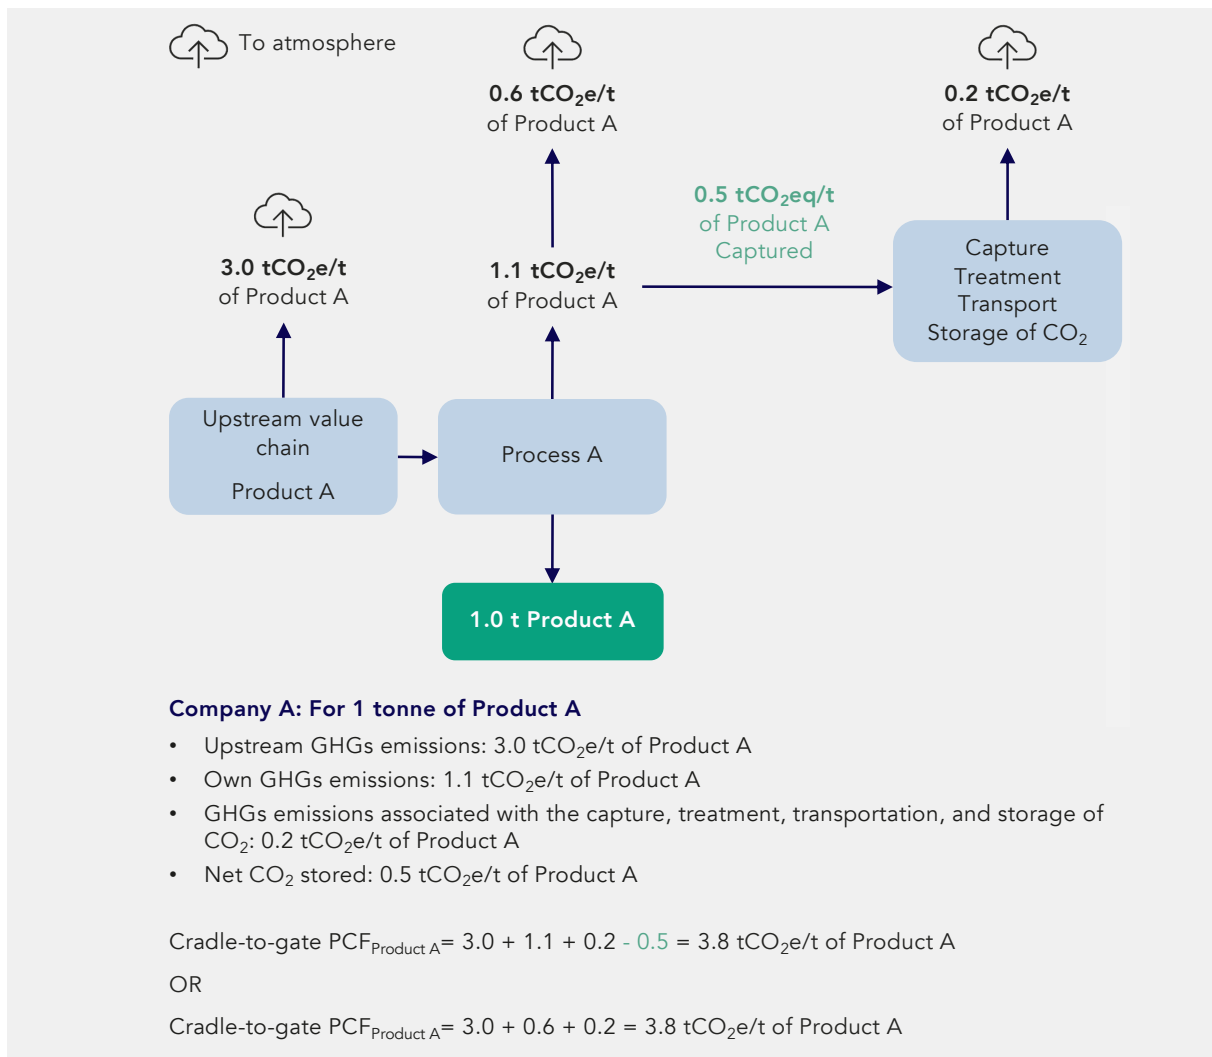 To atmosphere
0.6 tCO₂e/t
of Product A
0.2 tCO₂e/t
of Product A
0.5 tCO₂eq/t
of Product A
Captured
3.0 tCO₂e/t
of Product A
1.1 tCO₂e/t
of Product A
Capture
Treatment
Transport
Storage of CO₂
Upstream value
chain
Product A
Process A
1.0 t Product A
Company A: For 1 tonne of Product A
• Upstream GHGs emissions: 3.0 tCO₂e/t of Product A
• Own GHGs emissions: 1.1 tCO₂e/t of Product A
• GHGs emissions associated with the capture, treatment, transportation, and storage of
CO₂: 0.2 tCO₂e/t of Product A
• Net CO₂ stored: 0.5 tCO₂e/t of Product A
Cradle-to-gate PCF Product A= 3.0 + 1.1 + 0.2 - 0.5 = 3.8 tCO₂e/t of Product A
OR
Cradle-to-gate PCF Product A= 3.0 + 0.6 + 0.2 = 3.8 tCO₂e/t of Product A